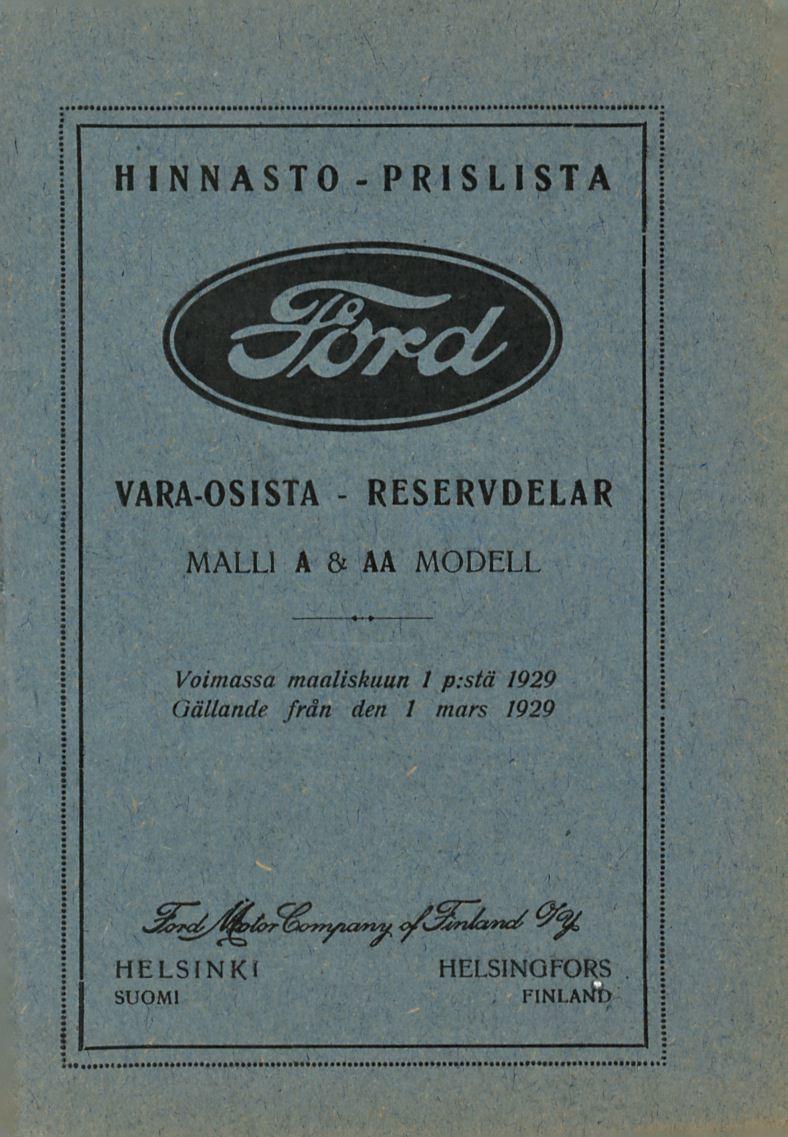 HINNASTO - PRISLISTA
Ford
VARA-OSISTA - RESERVDELAR
MALLI A & AA MODELL
Voimassa maaliskuun 1 p:stä 1929
Gällande från den 1 mars 1929
Ford Motor Company of Finland O/Y.
HELSINKI HELSINGFORS
SUOMI FINLAND